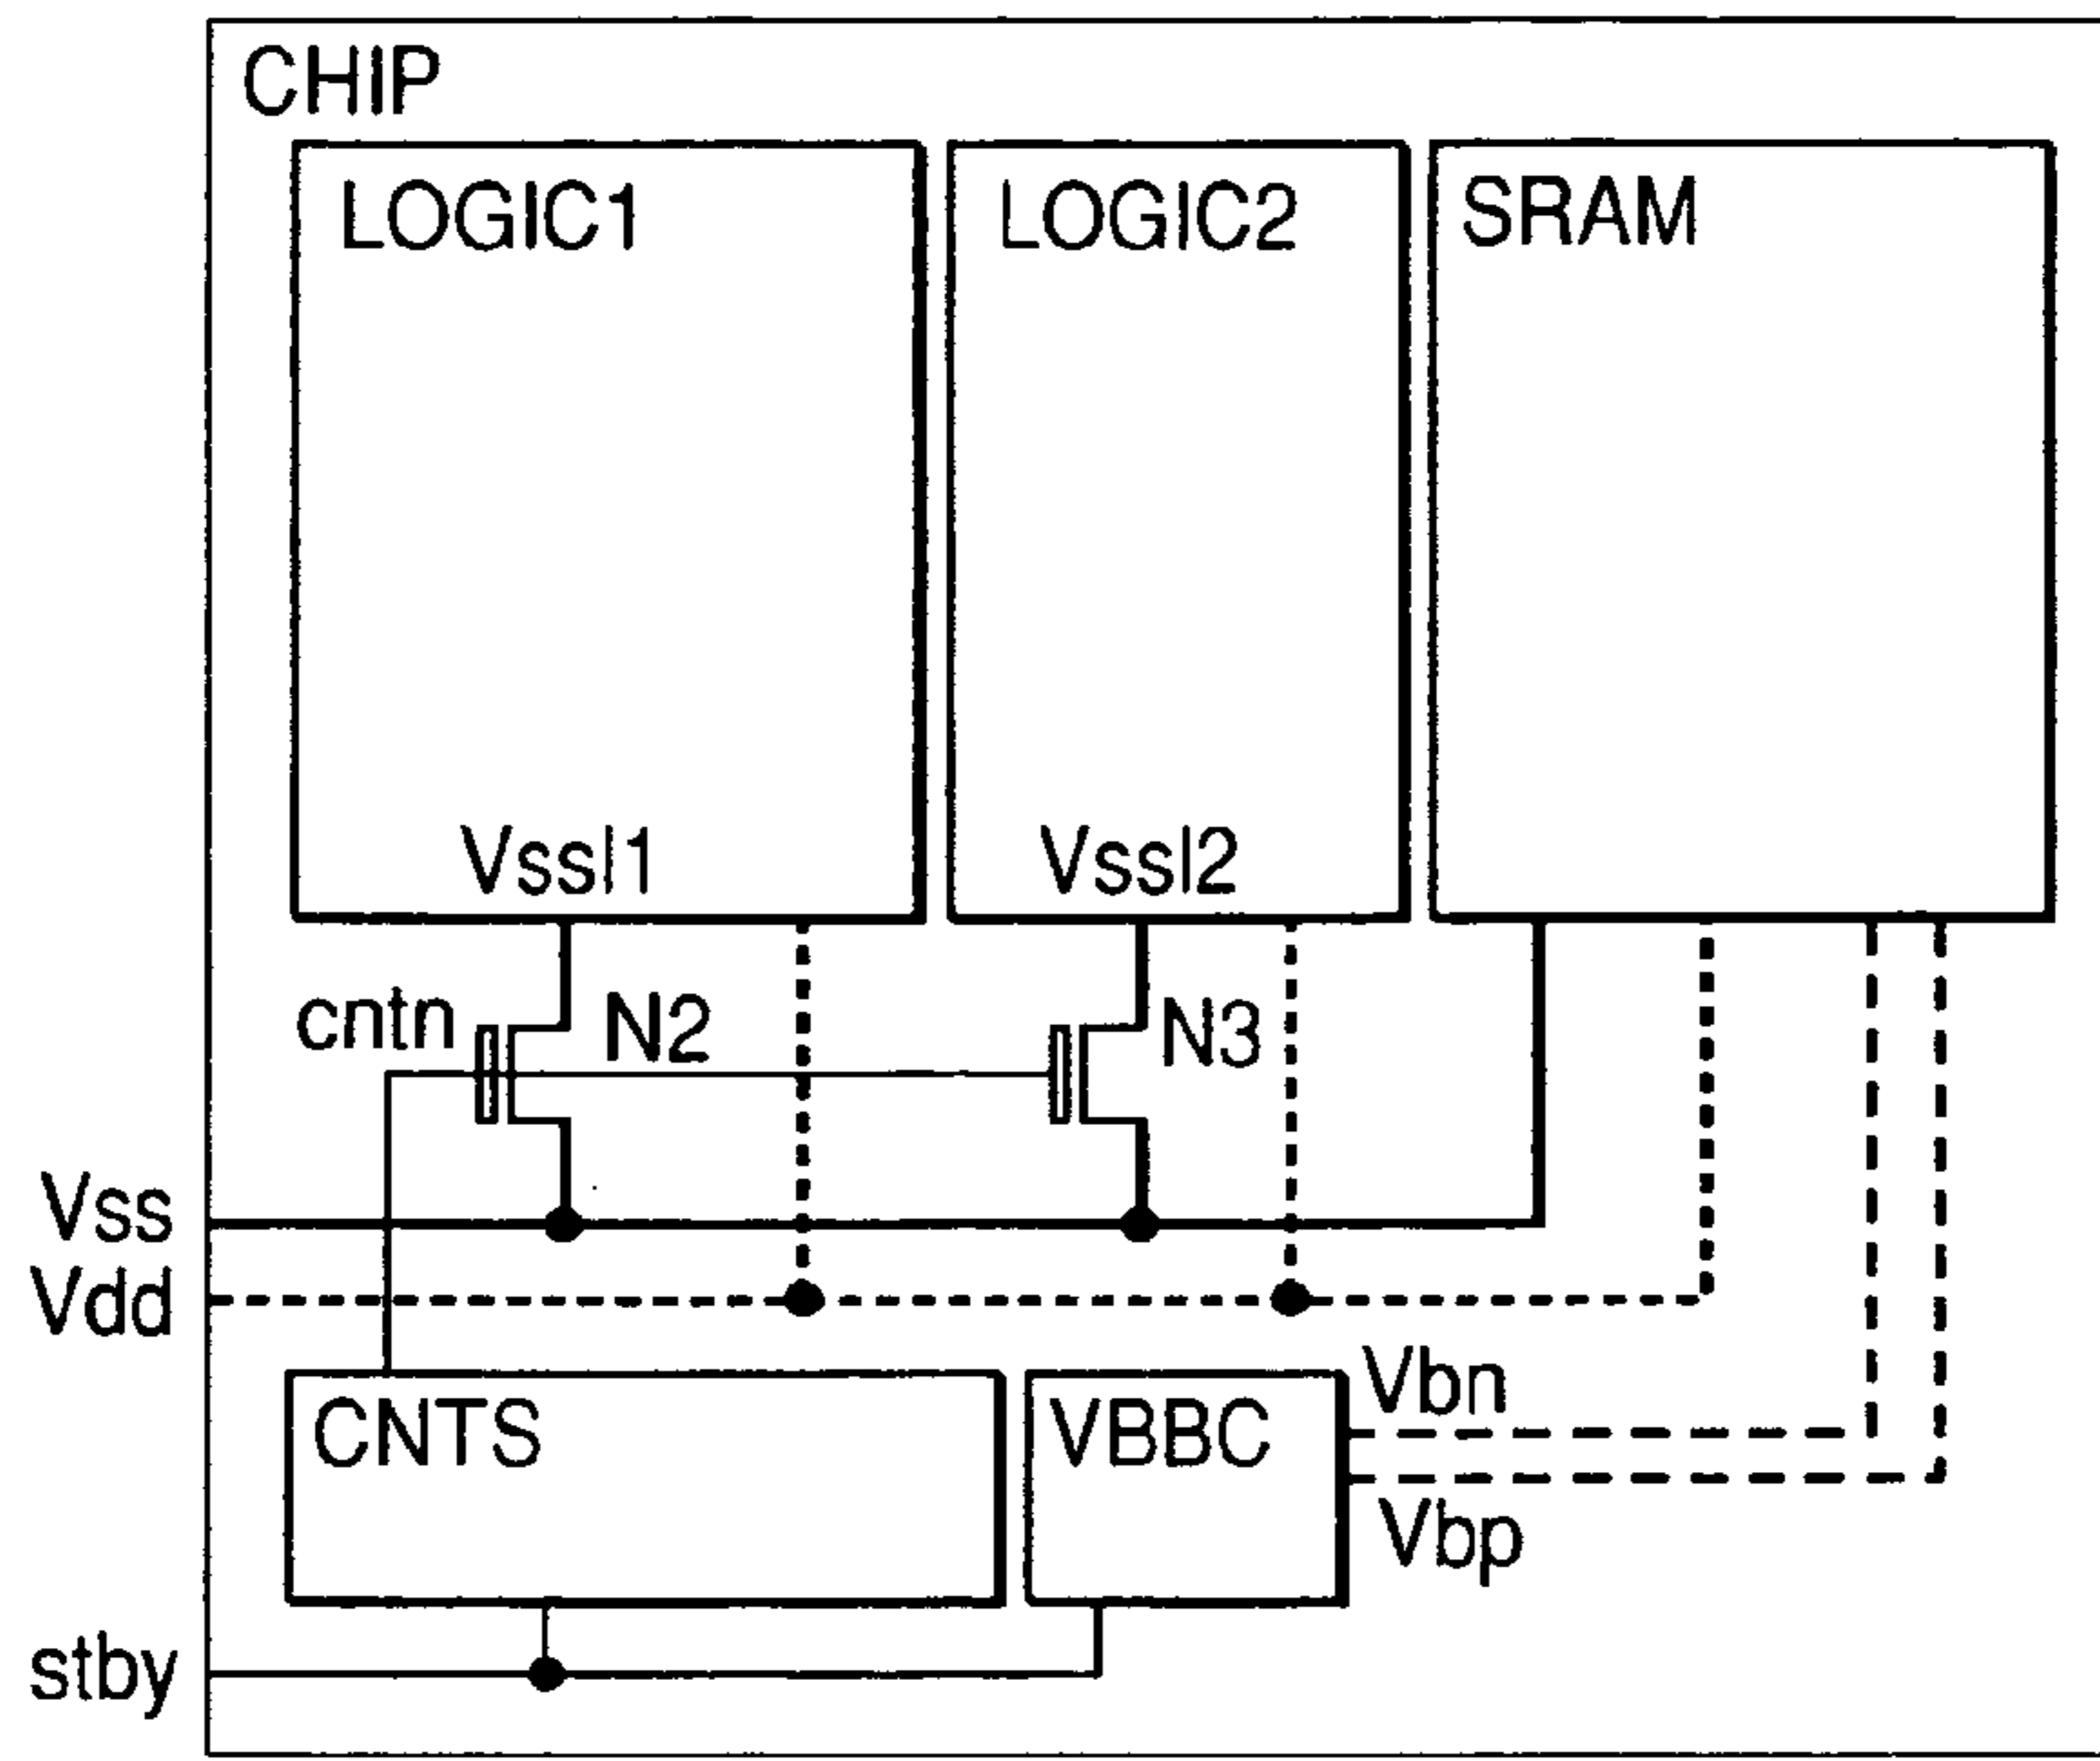 CHIP
LOGIC1
LOGIC2
SRAM
Vssl1
Vssl2
cntn
N2
N3
Vss
Vdd
CNTS
VBBC
Vbn
Vbp
stby